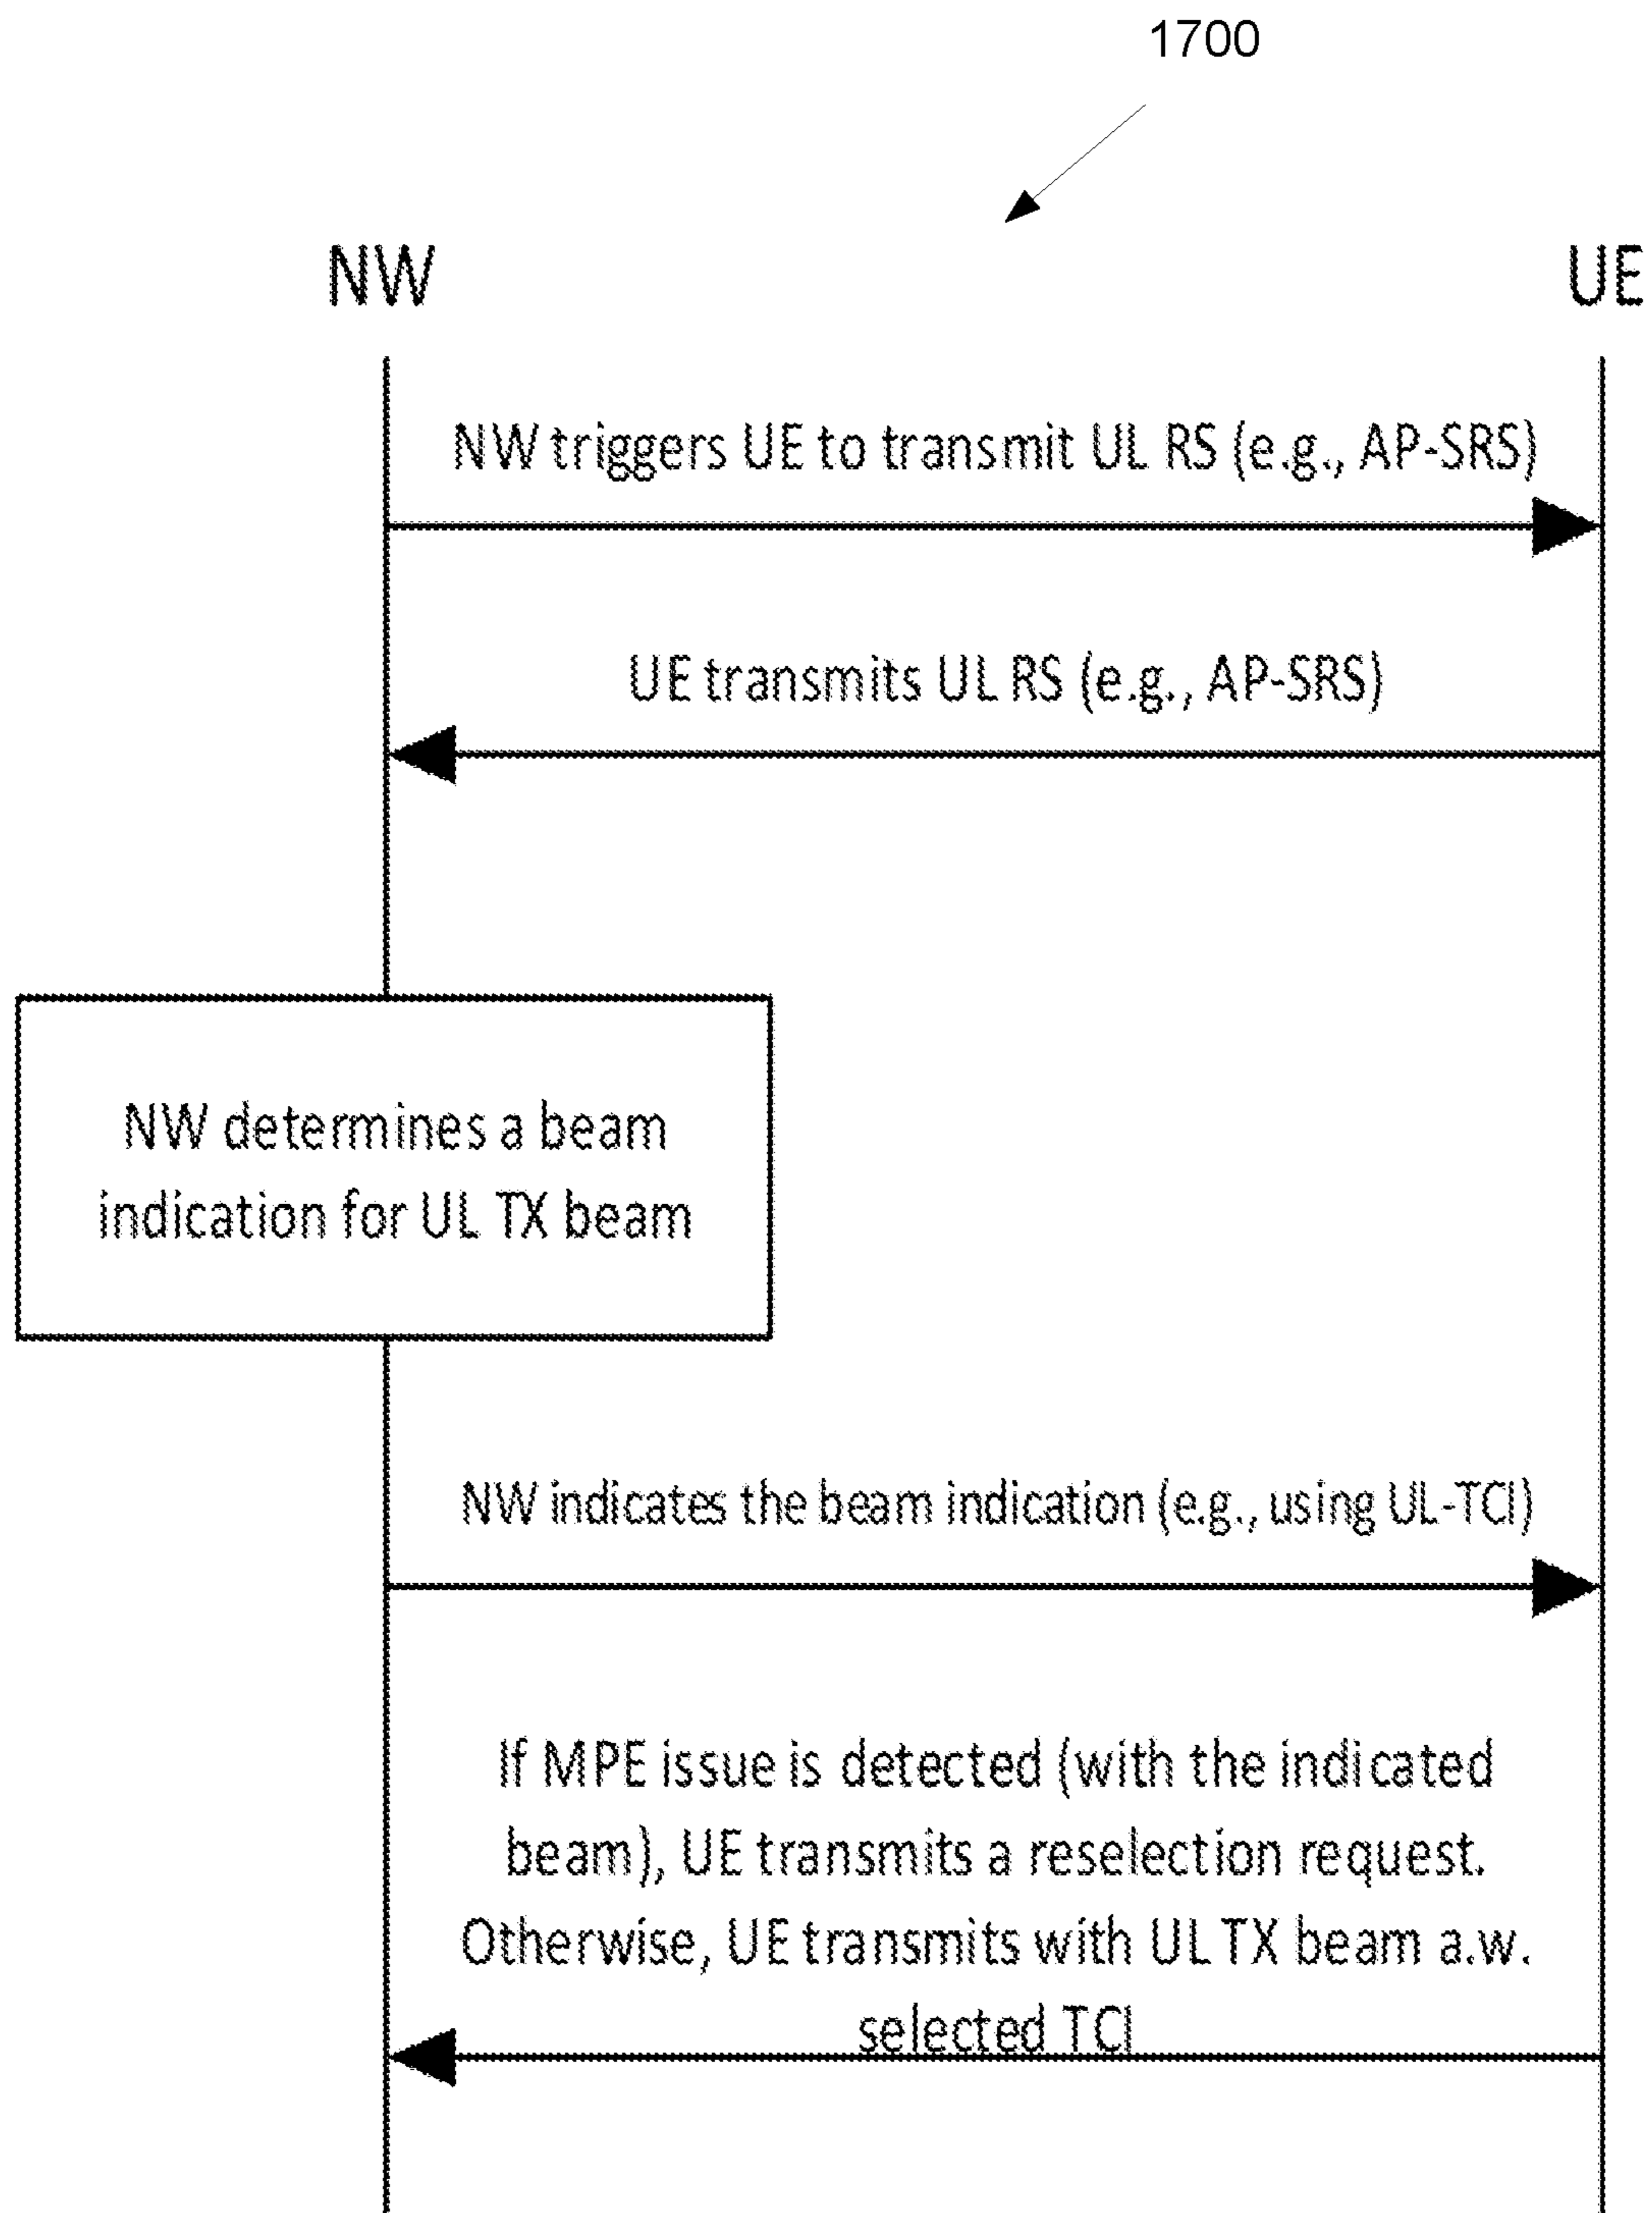 1700
NW
UE
NW triggers UE to transmit UL RS (e.g., AP-SRS)
UE transmits UL RS (e.g., AP-SRS)
NW determines a beam
indication for UL TX beam
NW indicates the beam indication (e.g., using UL-TCI)
If MPE issue is detected (with the indicated
beam), UE transmits a reselection request.
Otherwise, UE transmits with UL TX beam a.w.
selected TCI